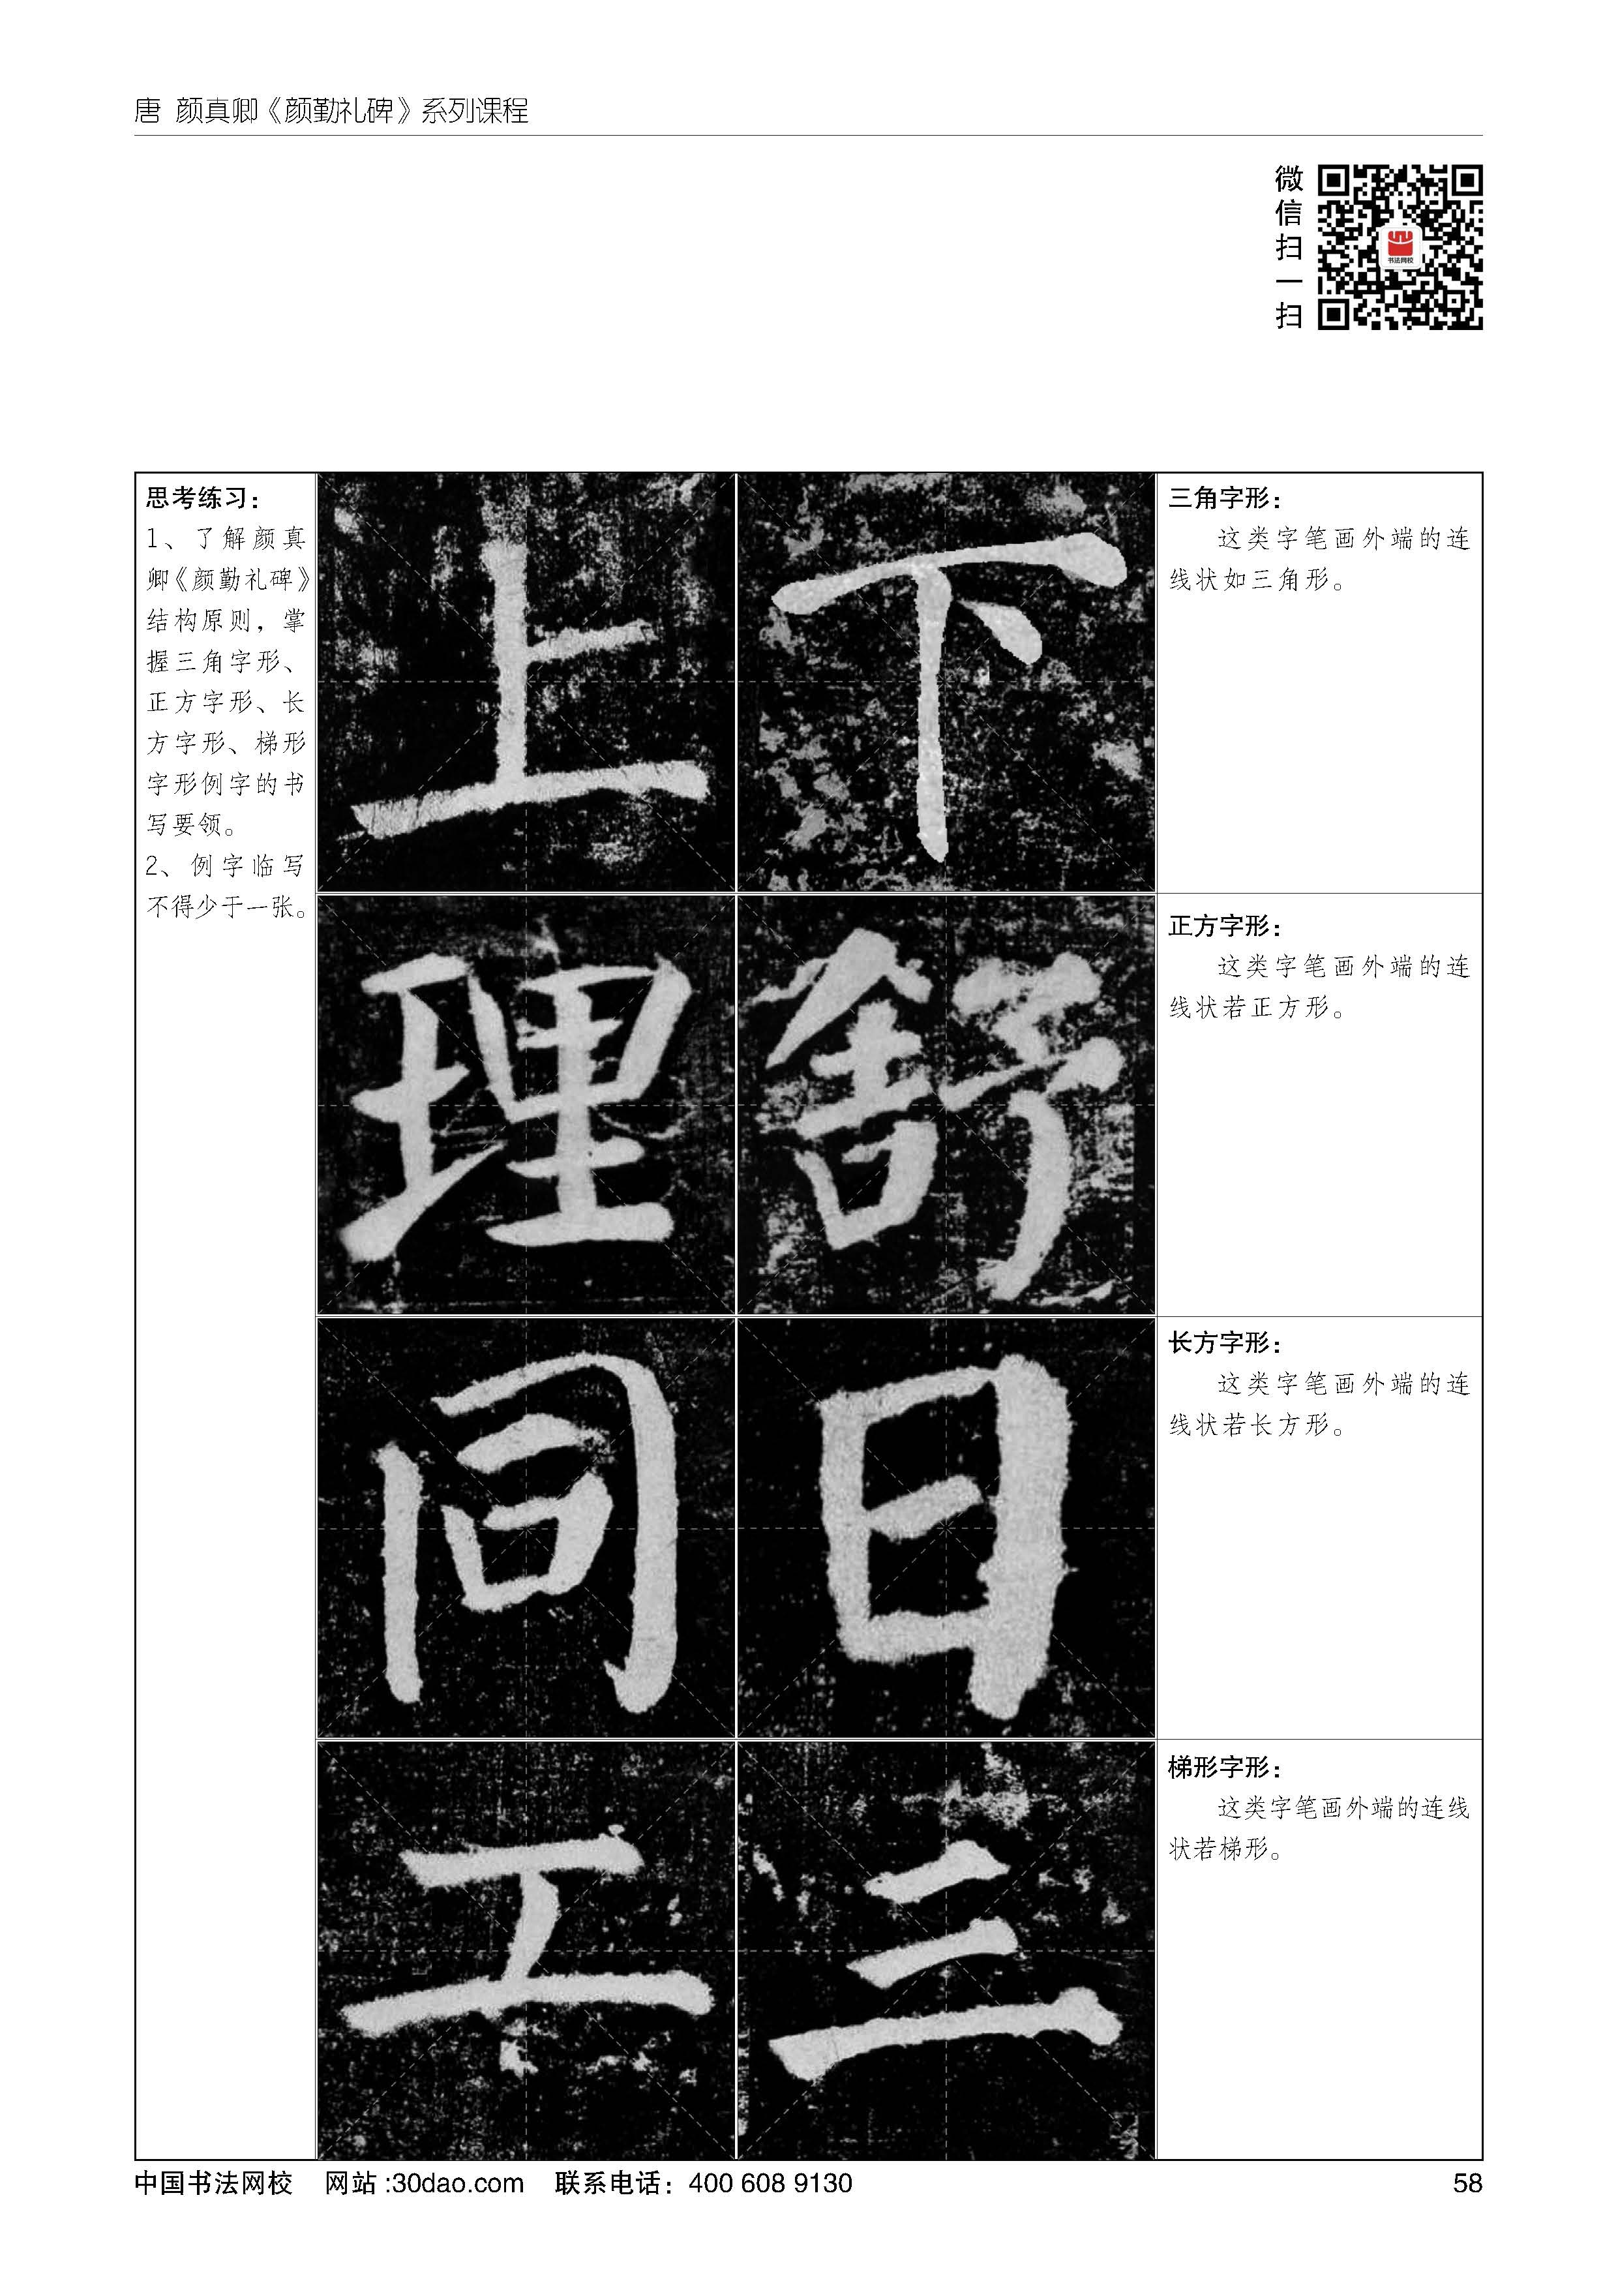 唐 颜真卿《颜勤礼碑》系列课程
微信扫一扫
书法网校
思考练习：
1、了解颜真
卿《颜勤礼碑》
结构原则，掌
握三角字形、
正方字形、长
方字形、梯形
字形例字的书
写要领。
2、例字临写
不得少于一张。
上 下
三角字形：
这类字笔画外端的连
线状如三角形。
理 舒
正方字形：
这类字笔画外端的连
线状若正方形。
同 日
长方字形：
这类字笔画外端的连
线状若长方形。
工 三
梯形字形：
这类字笔画外端的连线
状若梯形。
中国书法网校 网站:30dao.com 联系电话：400 608 9130 58